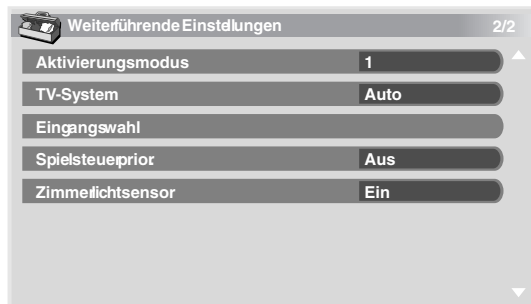 Weiterführende Einstellungen 2/2
Aktivierungsmodus 1
TV-System Auto
Eingangswahl
Spielsteuerprior.
Aus
Zimmerlichtsensor Ein